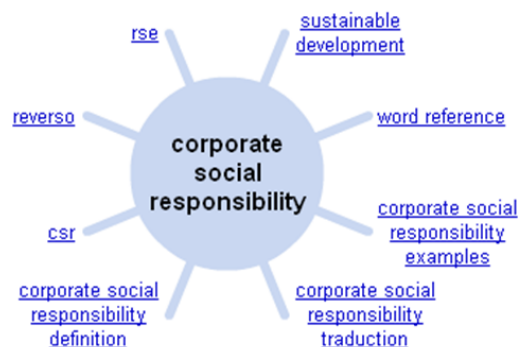 rse
sustainable
development
reverso
word reference
corporate
social
responsibility
csr
corporate social
responsibility
examples
corporate social
responsibility
definition
corporate social
responsibility
traduction